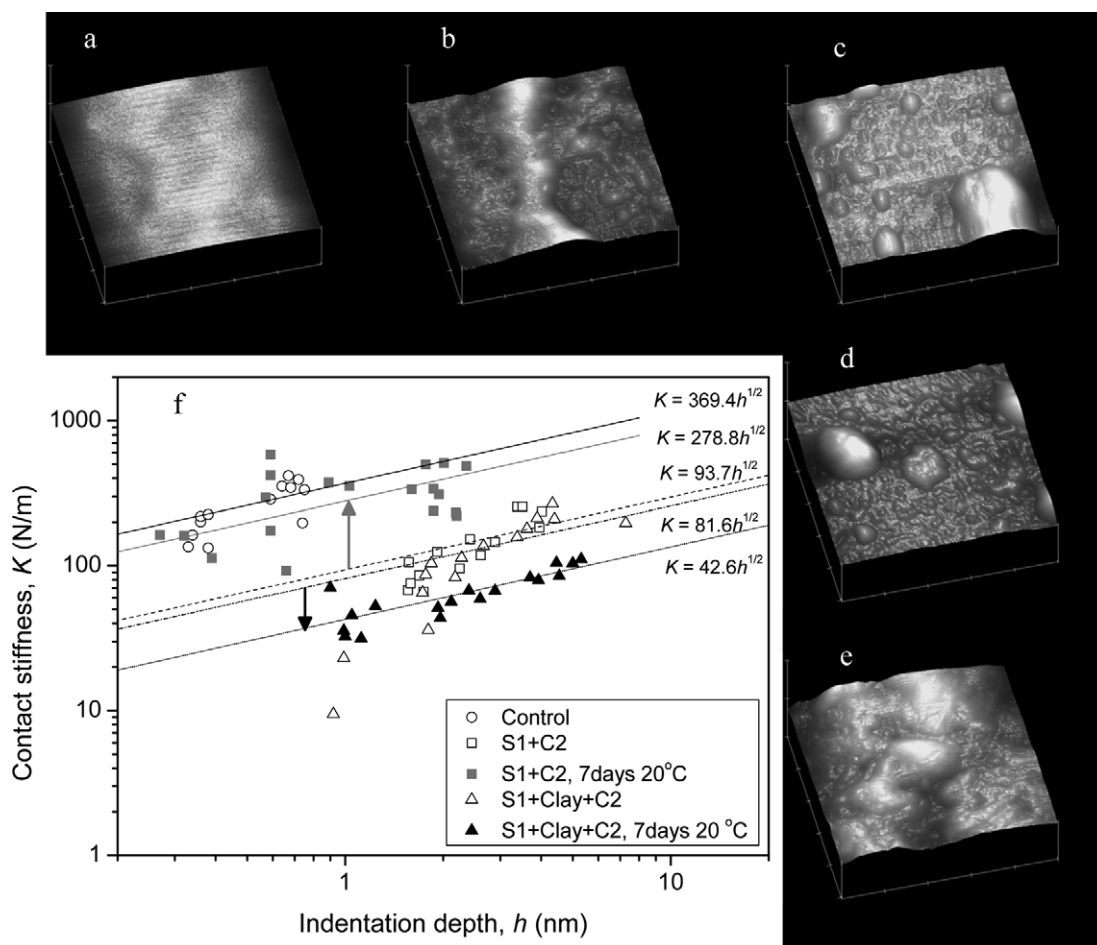 a
b
c
d
e
f
K = 369.4h^1/2
K = 278.8h^1/2
K = 93.7h^1/2
K = 81.6h^1/2
K = 42.6h^1/2
1000
100
10
1
Contact stiffness, K (N/m)
Control
S1+C2
S1+C2, 7days 20°C
S1+Clay+C2
S1+Clay+C2, 7days 20 °C
1
10
Indentation depth, h (nm)